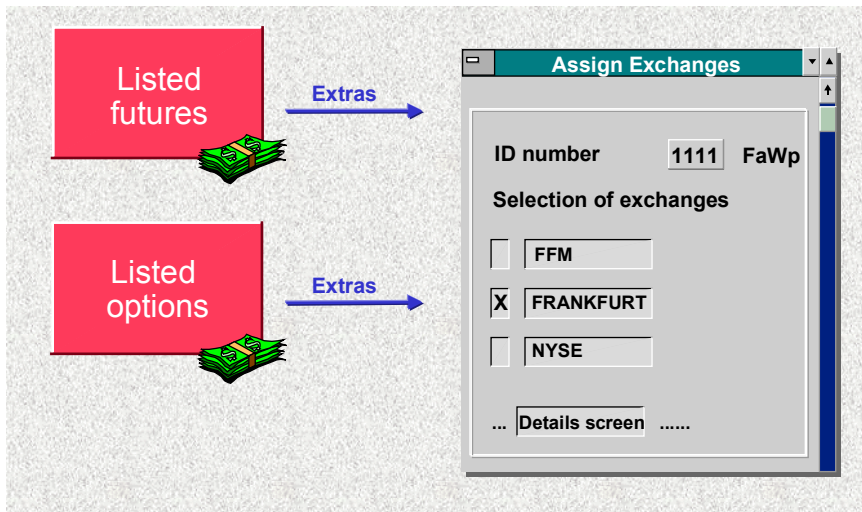 Listed
futures
Extras
Listed
options
Extras
Assign Exchanges
ID number 1111 FaWp
Selection of exchanges
FFM
X FRANKFURT
NYSE
... Details screen ......